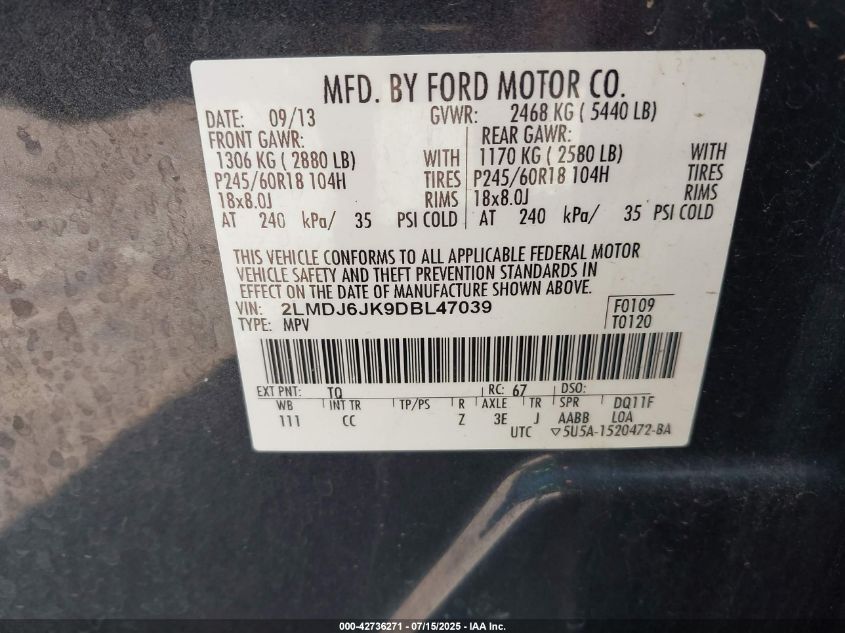 MFD. BY FORD MOTOR CO.
DATE: 09/13 GVWR: 2468 KG ( 5440 LB)
FRONT GAWR: REAR GAWR:
1306 KG ( 2880 LB) WITH 1170 KG ( 2580 LB) WITH
P245/60R18 104H TIRES P245/60R18 104H TIRES
18x8.0J RIMS 18x8.0J RIMS
AT 240 kPa/ 35 PSI COLD AT 240 kPa/ 35 PSI COLD
THIS VEHICLE CONFORMS TO ALL APPLICABLE FEDERAL MOTOR
VEHICLE SAFETY AND THEFT PREVENTION STANDARDS IN
EFFECT ON THE DATE OF MANUFACTURE SHOWN ABOVE.
VIN: 2LMDJ6JK9DBL47039 F0109
TYPE: MPV T0120
EXT PNT: TQ RC: 67 DSO:
WB INT TR TP/PS R AXLE TR SPR DQ11F
111 CC Z 3E J AABB LOA
UTC ▽5U5A-1520472-BA
000-42736271 - 07/15/2025 - IAA Inc.